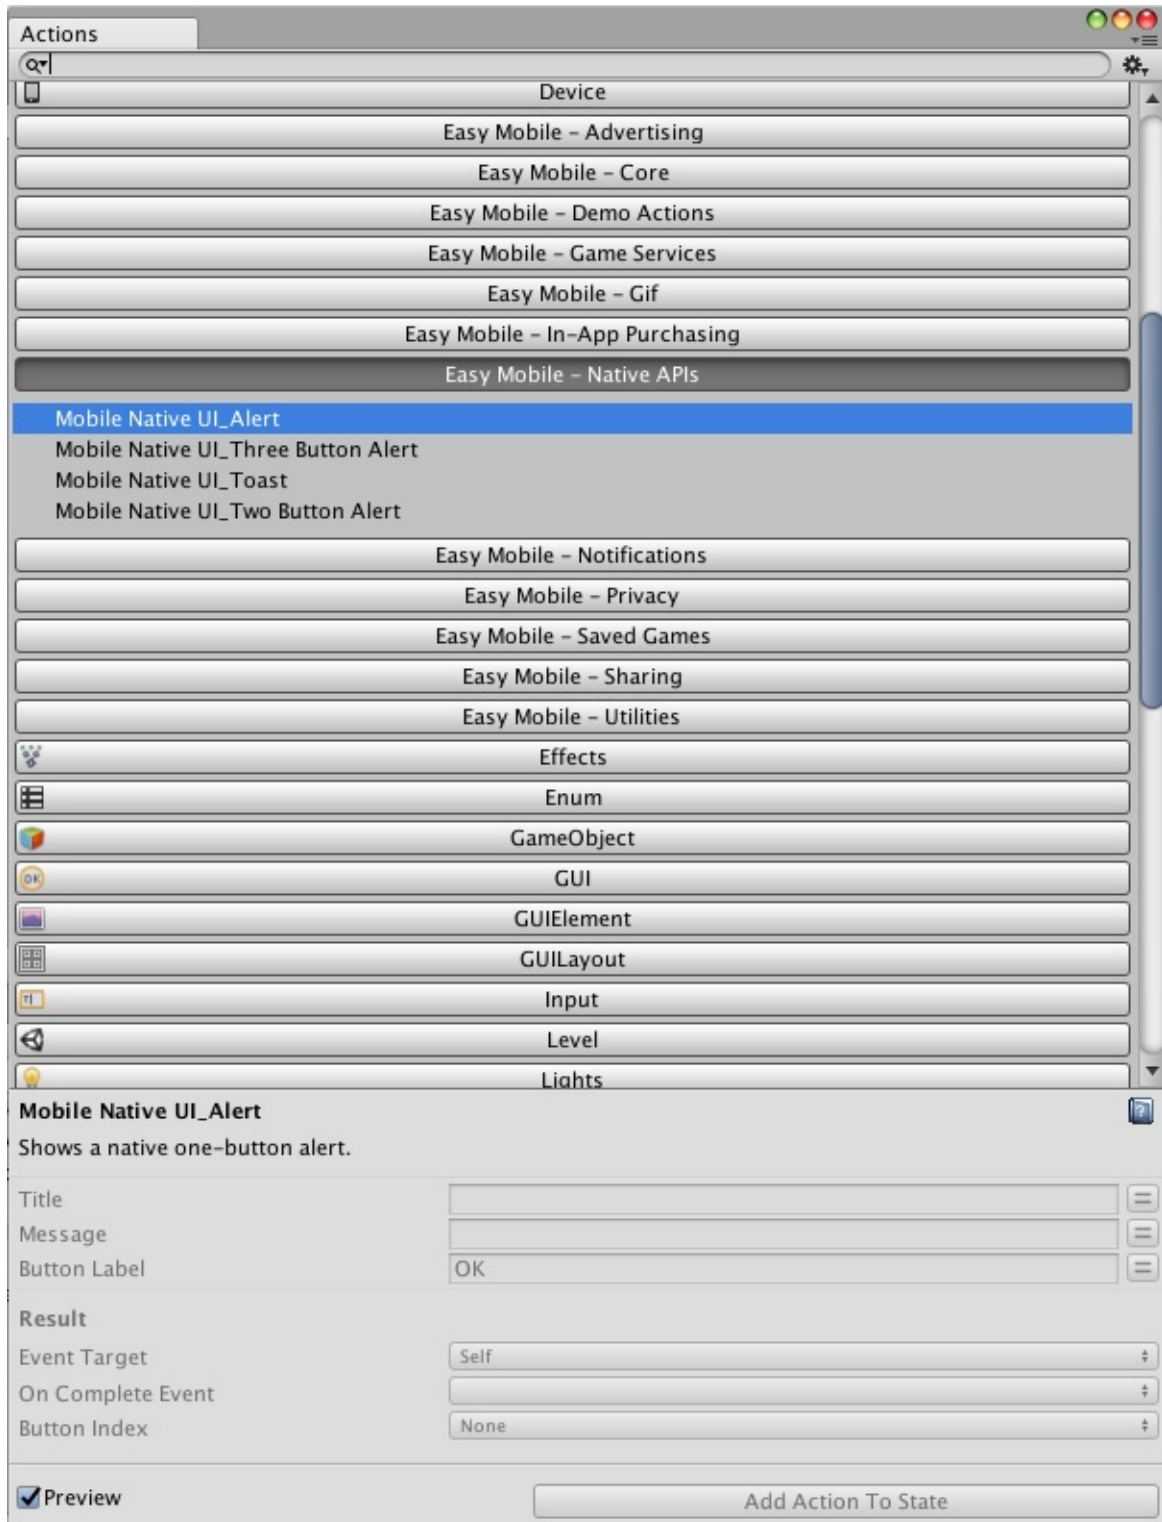 Actions
Device
Easy Mobile – Advertising
Easy Mobile – Core
Easy Mobile – Demo Actions
Easy Mobile – Game Services
Easy Mobile – Gif
Easy Mobile – In-App Purchasing
Easy Mobile – Native APIs
Mobile Native UI_Alert
Mobile Native UI_Three Button Alert
Mobile Native UI_Toast
Mobile Native UI_Two Button Alert
Easy Mobile – Notifications
Easy Mobile – Privacy
Easy Mobile – Saved Games
Easy Mobile – Sharing
Easy Mobile – Utilities
Effects
Enum
GameObject
OK GUI
GUIElement
GUILayout
Input
Level
Lights
Mobile Native UI_Alert
Shows a native one-button alert.
Title
Message
Button Label OK
Result
Event Target Self
On Complete Event
Button Index None
Preview Add Action To State